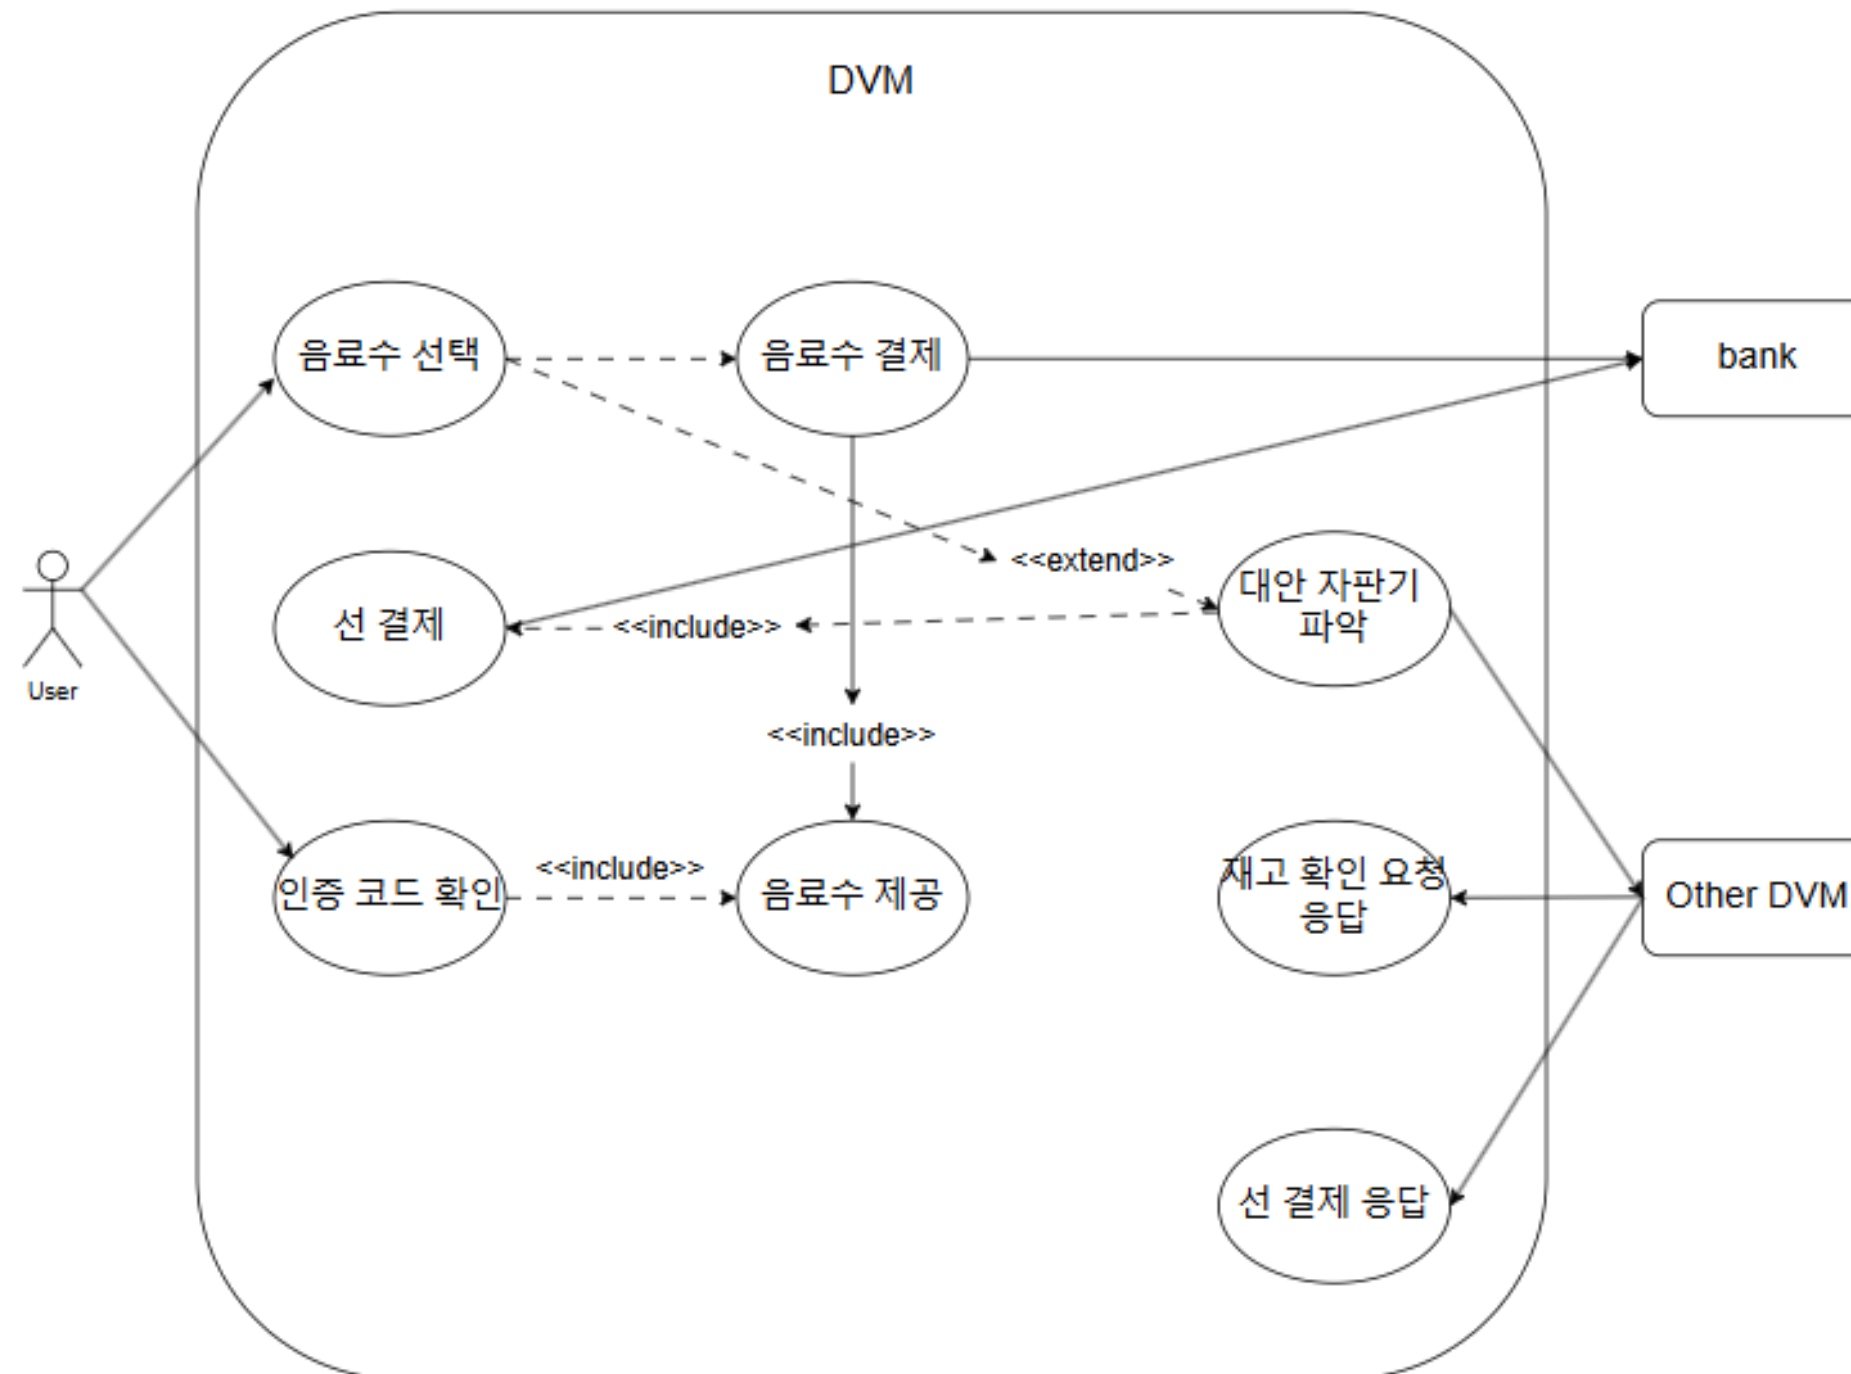 DVM
음료수 선택
음료수 결제
bank
<<extend>>
대안 자판기
파악
선 결제
<<include>>
User
<<include>>
인증 코드 확인
<<include>>
음료수 제공
재고 확인 요청
응답
Other DVM
선 결제 응답